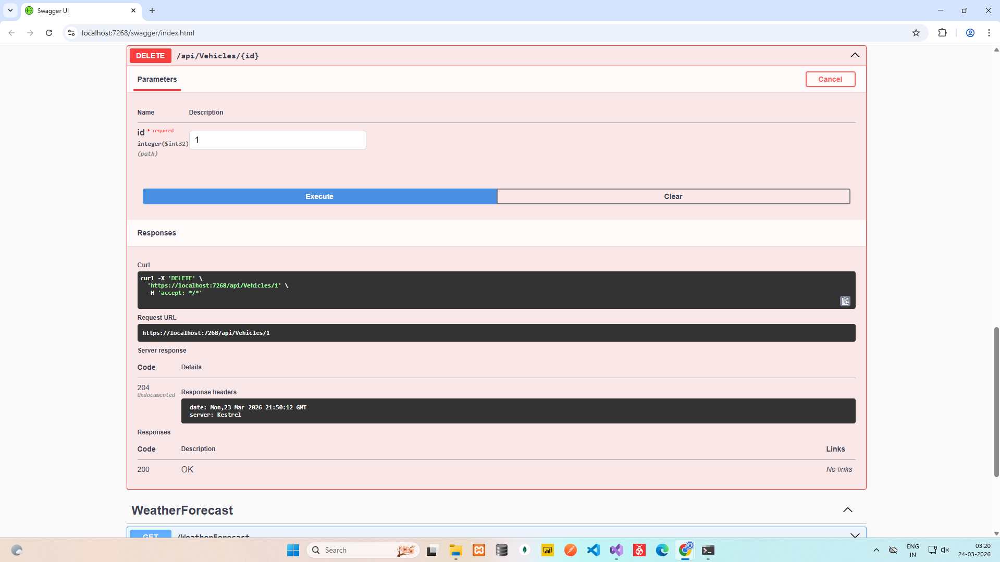 Swagger UI
localhost:7268/swagger/index.html
DELETE /api/Vehicles/{id}
Parameters
Cancel
Name Description
id * required
integer($int32)
(path)
1
Execute
Clear
Responses
Curl
curl -X 'DELETE' \
'https://localhost:7268/api/Vehicles/1' \
-H 'accept: */*'
Request URL
https://localhost:7268/api/Vehicles/1
Server response
Code Details
204
Undocumented
Response headers
date: Mon,23 Mar 2026 21:50:12 GMT
server: Kestrel
Responses
Code Description Links
200 OK No links
WeatherForecast
GET /WeatherForecast
Search
ENG
IN
03:20
24-03-2026